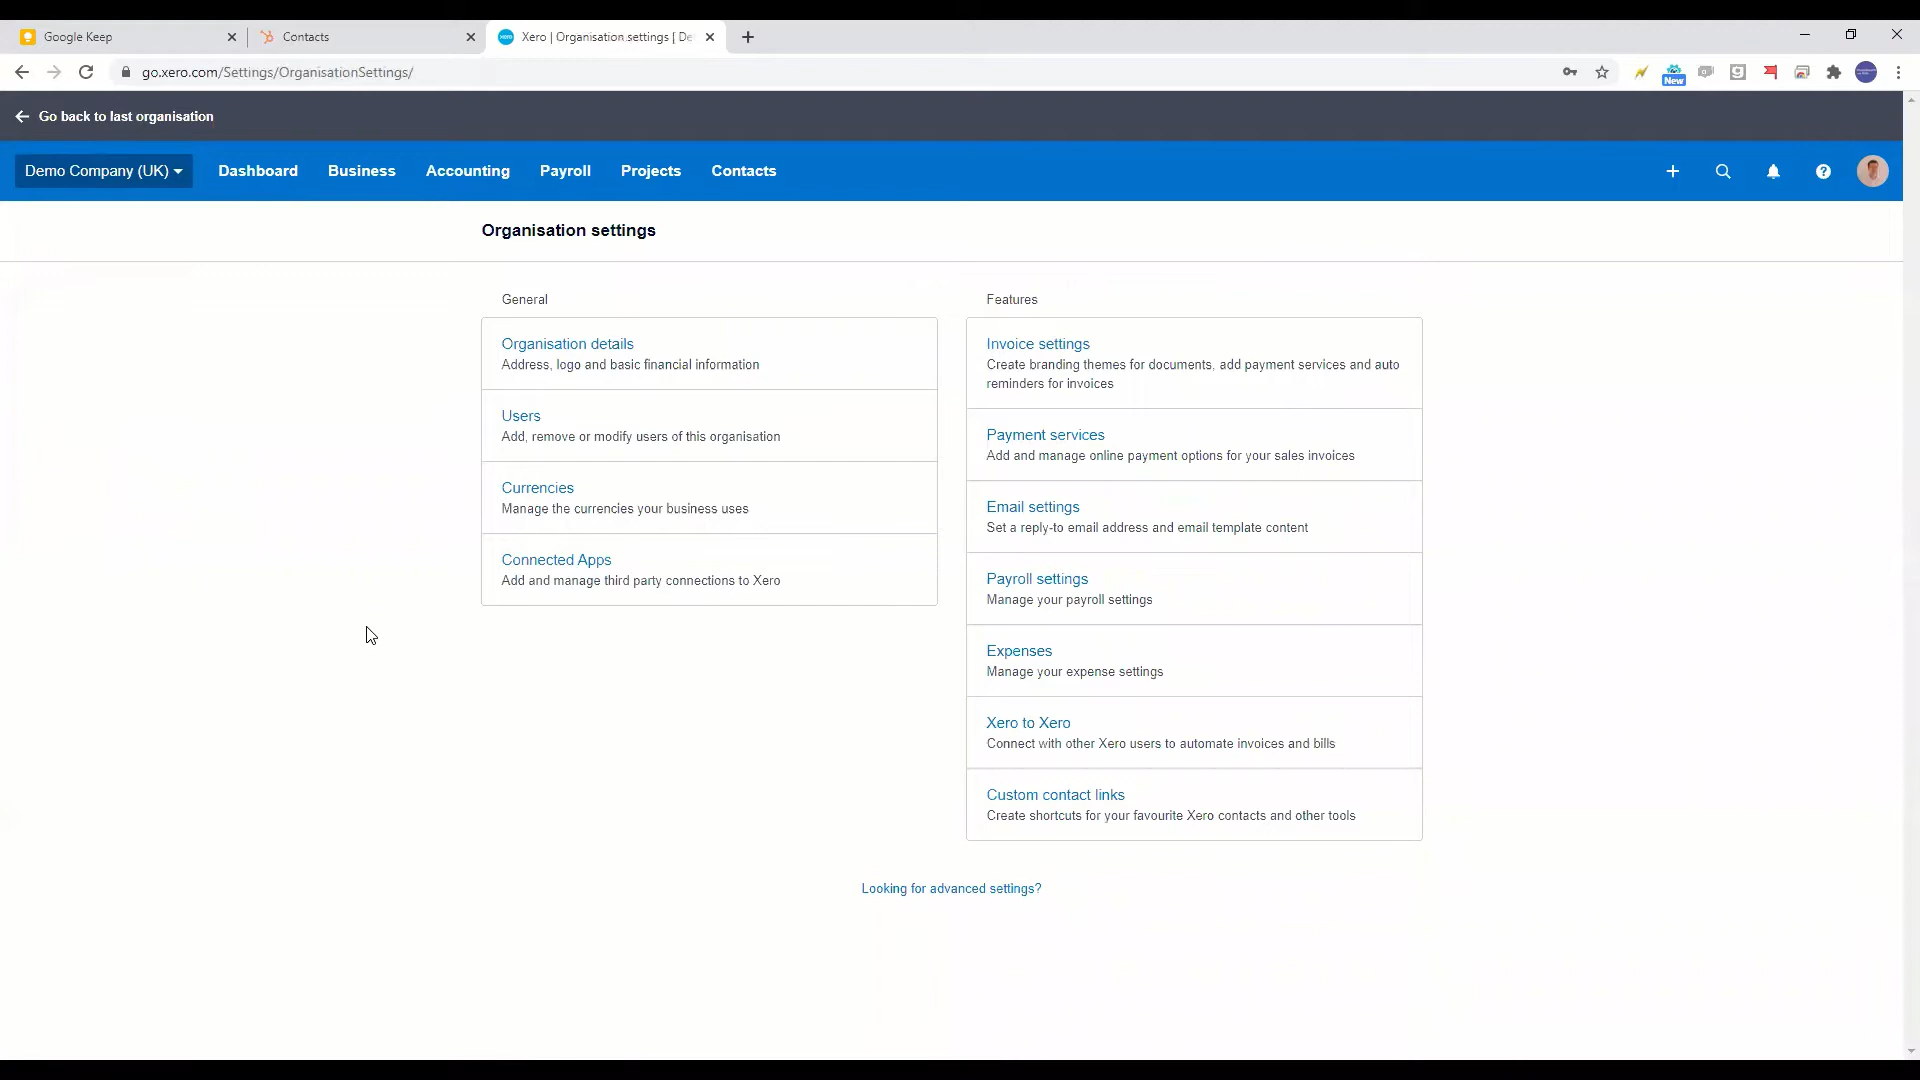 Google Keep
Contacts
Xero | Organisation settings [ De
go.xero.com/Settings/OrganisationSettings/
New
Go back to last organisation
Demo Company (UK)
Dashboard
Business
Accounting
Payroll
Projects
Contacts
Organisation settings
General
Organisation details
Address, logo and basic financial information
Users
Add, remove or modify users of this organisation
Currencies
Manage the currencies your business uses
Connected Apps
Add and manage third party connections to Xero
Features
Invoice settings
Create branding themes for documents, add payment services and auto
reminders for invoices
Payment services
Add and manage online payment options for your sales invoices
Email settings
Set a reply-to email address and email template content
Payroll settings
Manage your payroll settings
Expenses
Manage your expense settings
Xero to Xero
Connect with other Xero users to automate invoices and bills
Custom contact links
Create shortcuts for your favourite Xero contacts and other tools
Looking for advanced settings?